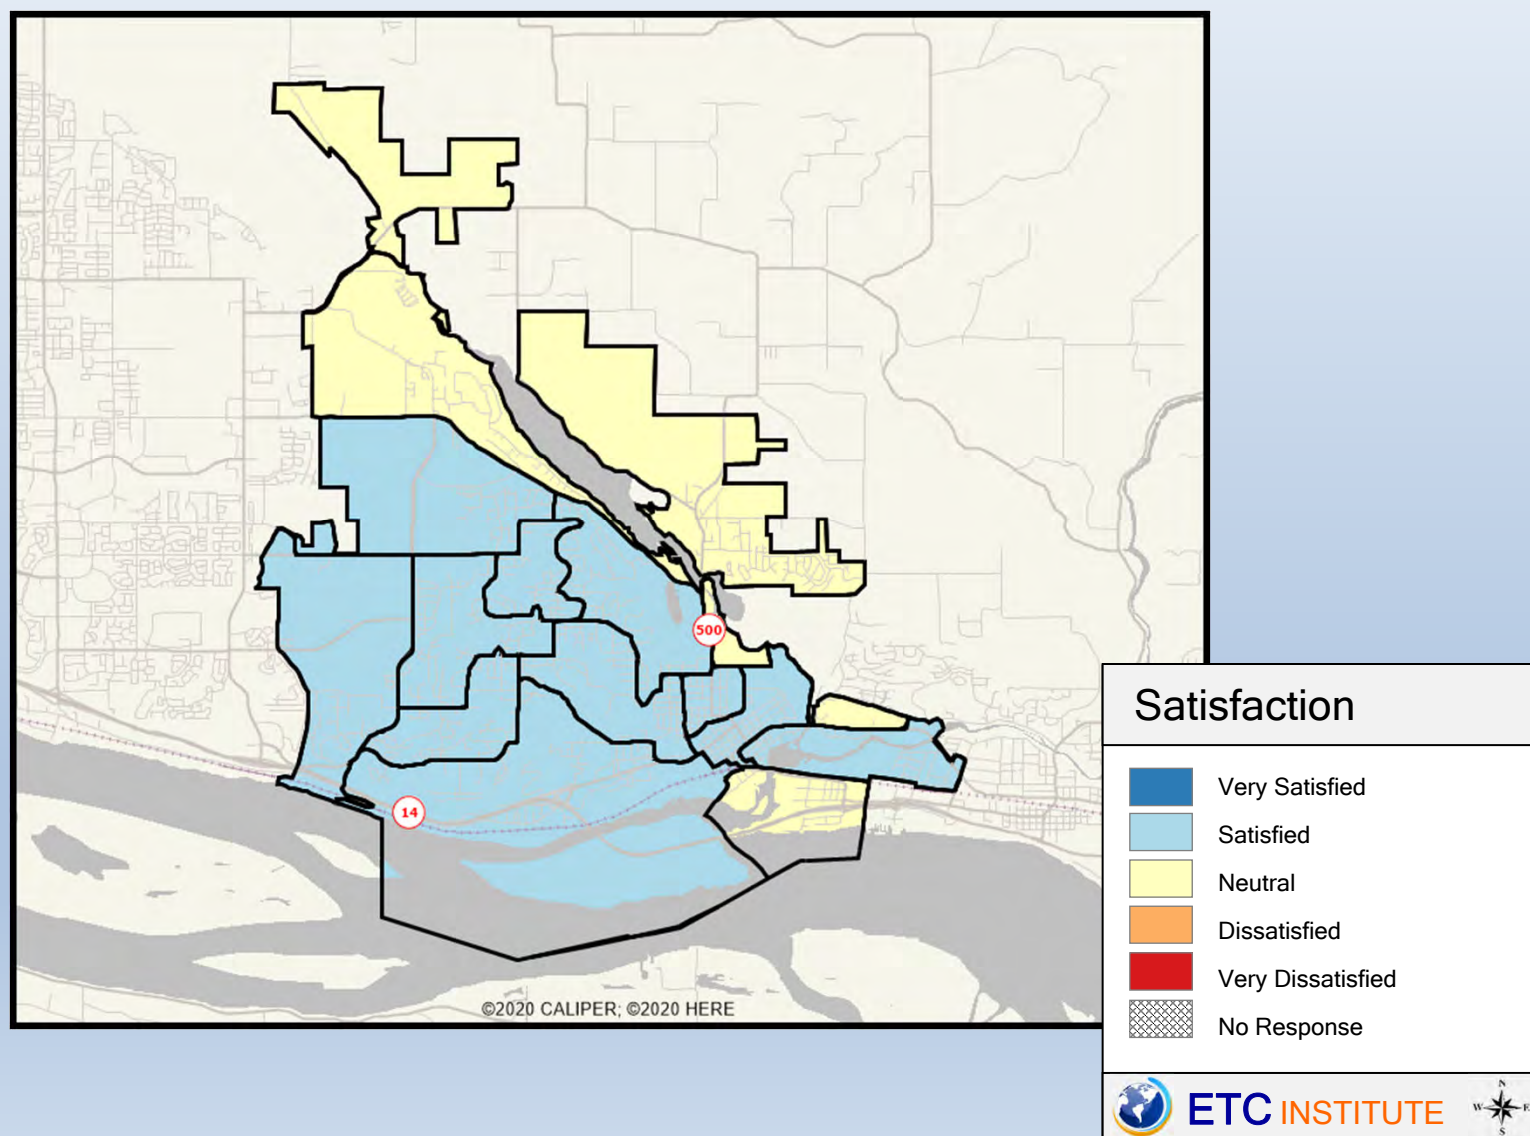 500
14
©2020 CALIPER; ©2020 HERE
Satisfaction
Very Satisfied
Satisfied
Neutral
Dissatisfied
Very Dissatisfied
No Response
ETC INSTITUTE
N
W E
S